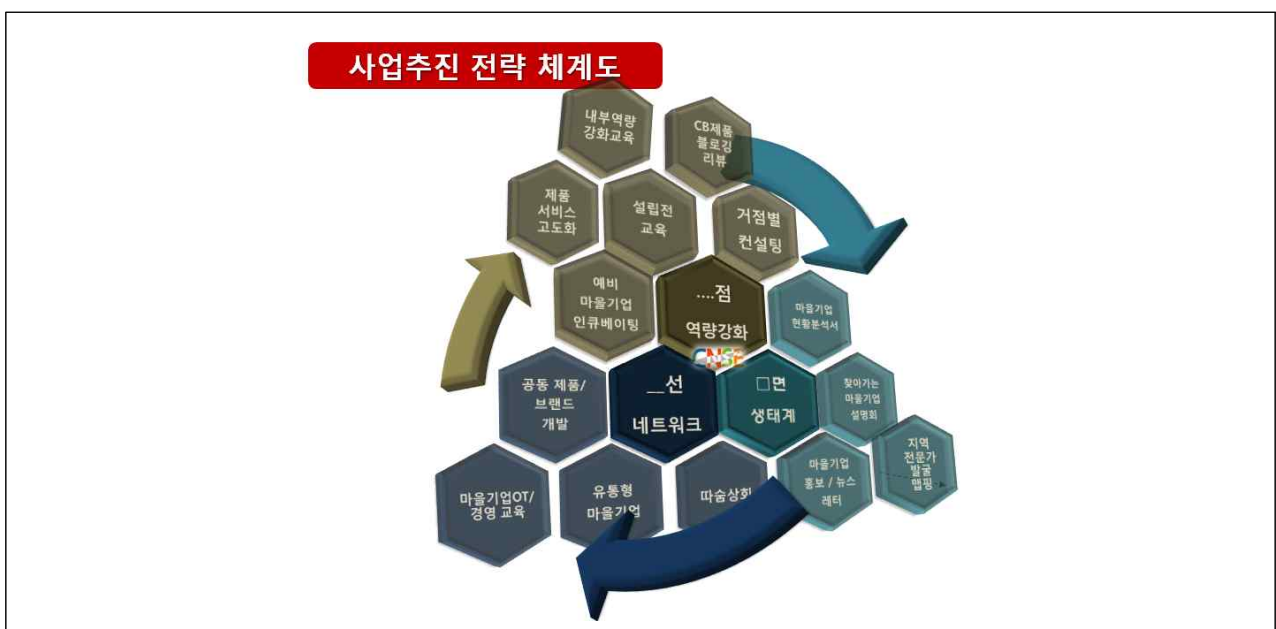 사업추진 전략 체계도
내부역량
강화교육
CB제품
블로깅
리뷰
제품
서비스
고도화
설립전
교육
거점별
컨설팅
예비
마을기업
인큐베이팅
....점
역량강화
마을기업
현황분석서
CNSE
공동 제품/
브랜드
개발
__선
네트워크
□면
생태계
찾아가는
마을기업
설명회
지역
전문가
발굴
맵핑
마을기업OT/
경영 교육
유통형
마을기업
따숨상회
마을기업
홍보 / 뉴스
레터